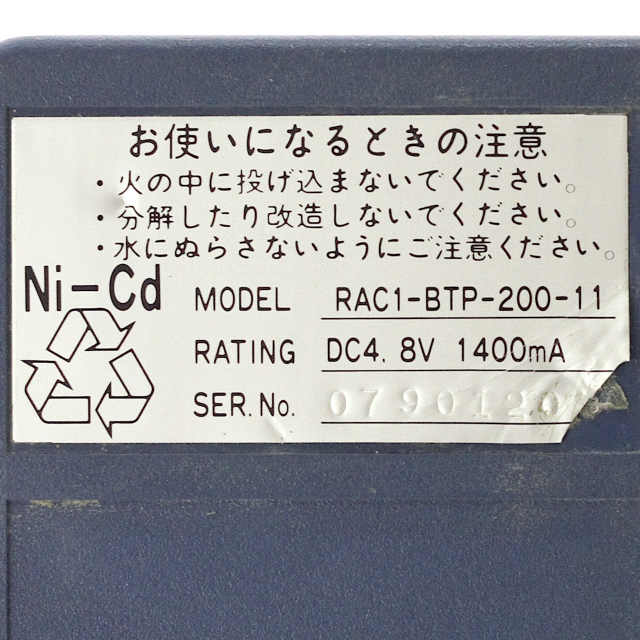 お使いになるときの注意
・火の中に投げ込まないでください。
・分解したり改造しないでください。
・水にぬらさないようにご注意ください。
Ni-Cd
MODEL RAC1-BTP-200-11
RATING DC4.8V 1400mA
SER.No.